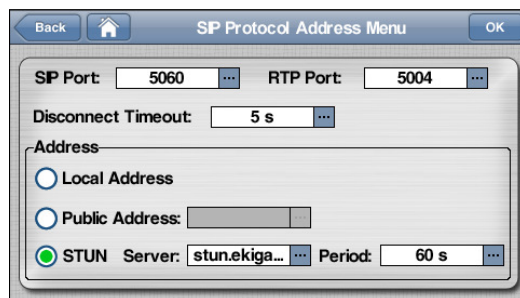 Back SIP Protocol Address Menu OK
SIP Port: 5060 ... RTP Port: 5004 ...
Disconnect Timeout: 5 s ...
Address
Local Address
Public Address: ...
STUN Server: stun.ekiga... ... Period: 60 s ...